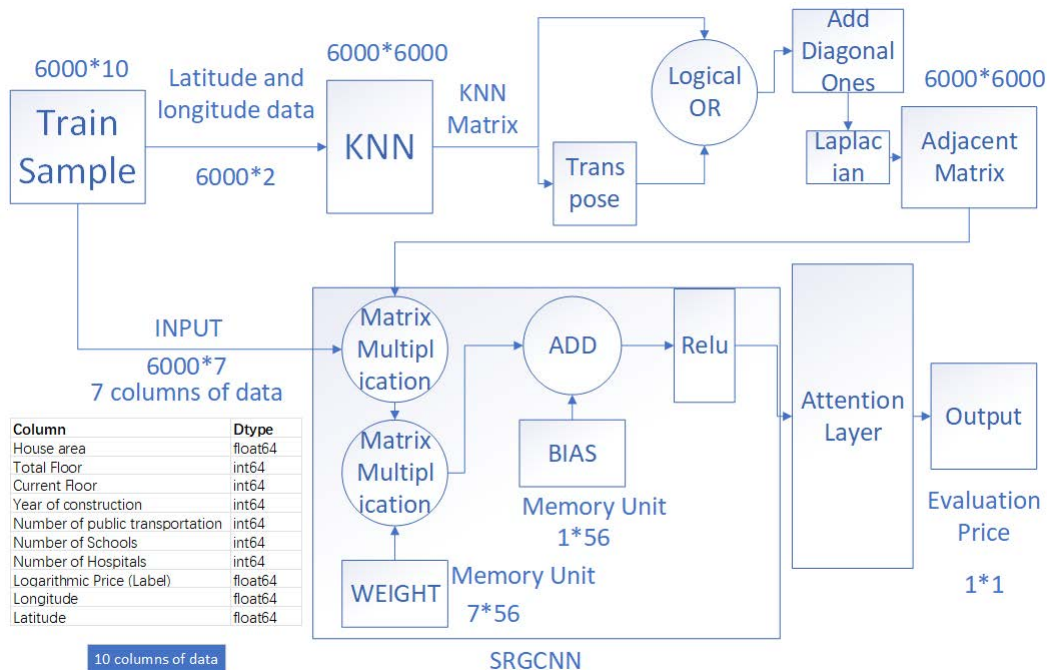 6000*10
Train
Sample
Latitude and
longitude data
6000*2
6000*6000
KNN
KNN
Matrix
Trans
pose
Logical
OR
Add
Diagonal
Ones
Laplac
ian
6000*6000
Adjacent
Matrix
INPUT
6000*7
7 columns of data
Matrix
Multipl
ication
Matrix
Multipl
ication
WEIGHT
Memory Unit
7*56
ADD
BIAS
Memory Unit
1*56
Relu
SRGCNN
Attention
Layer
Output
Evaluation
Price
1*1
Column Dtype
House area float64
Total Floor int64
Current Floor int64
Year of construction int64
Number of public transportation int64
Number of Schools int64
Number of Hospitals int64
Logarithmic Price (Label) float64
Longitude float64
Latitude float64
10 columns of data